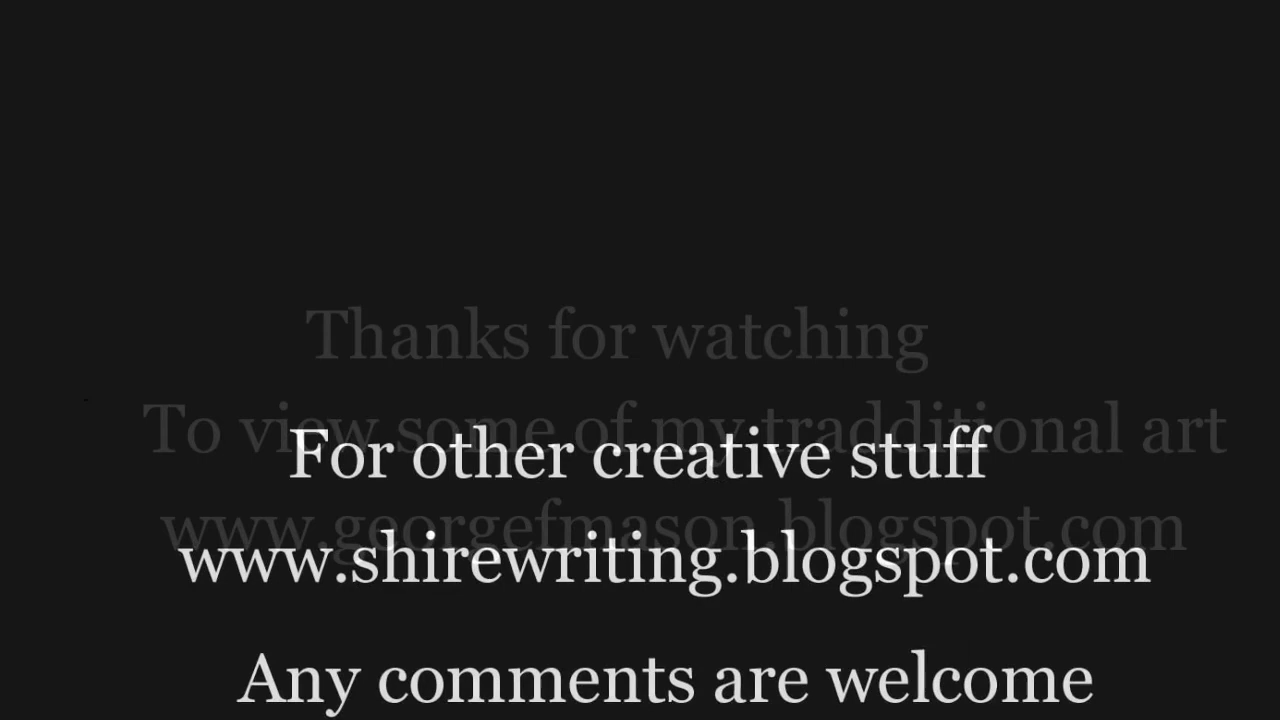 Thanks for watching
To view some of my tradditional art
For other creative stuff
www.georgefmason.blogspot.com
www.shirewriting.blogspot.com
Any comments are welcome